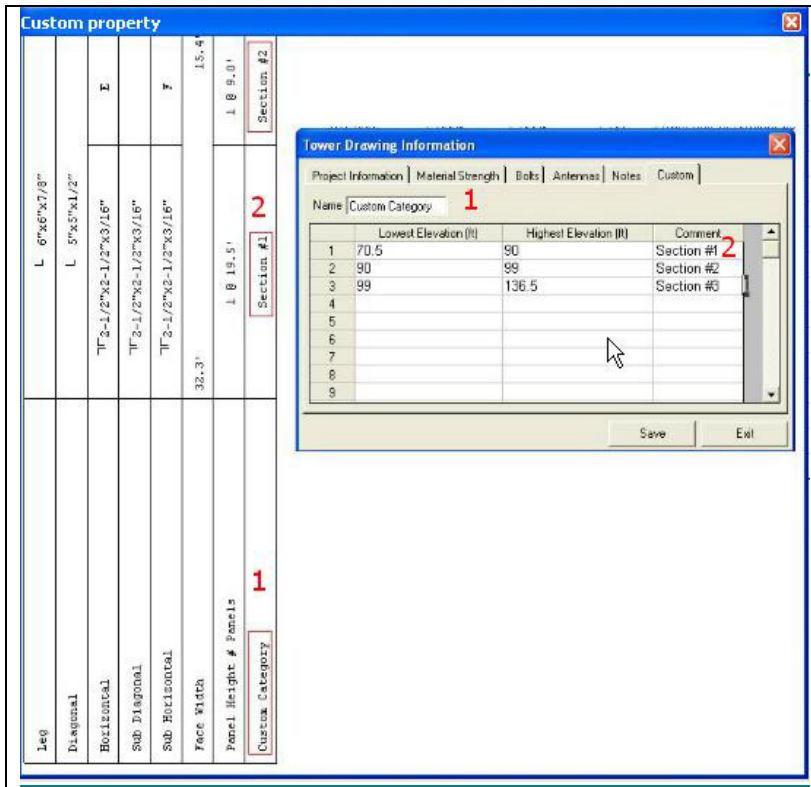 Custom property
Leg L 6"x6"x7/8"
Diagonal L 5"x5"x1/2"
Horizontal 2-1/2"x2-1/2"x3/16" E
Sub Diagonal 2-1/2"x2-1/2"x3/16"
Sub Horizontal 2-1/2"x2-1/2"x3/16" F
Face Width 32.3' 15.4'
Panel Height # Panels 1 @ 19.5' 1 @ 9.0'
Custom Category Section #1 Section #2
1
2
Tower Drawing Information
Project Information Material Strength Bolts Antennas Notes Custom
Name Custom Category 1
Lowest Elevation (ft) Highest Elevation (ft) Comment
1 70.5 90 Section #1 2
2 90 99 Section #2
3 99 136.5 Section #3
4
5
6
7
8
9
Save Exit